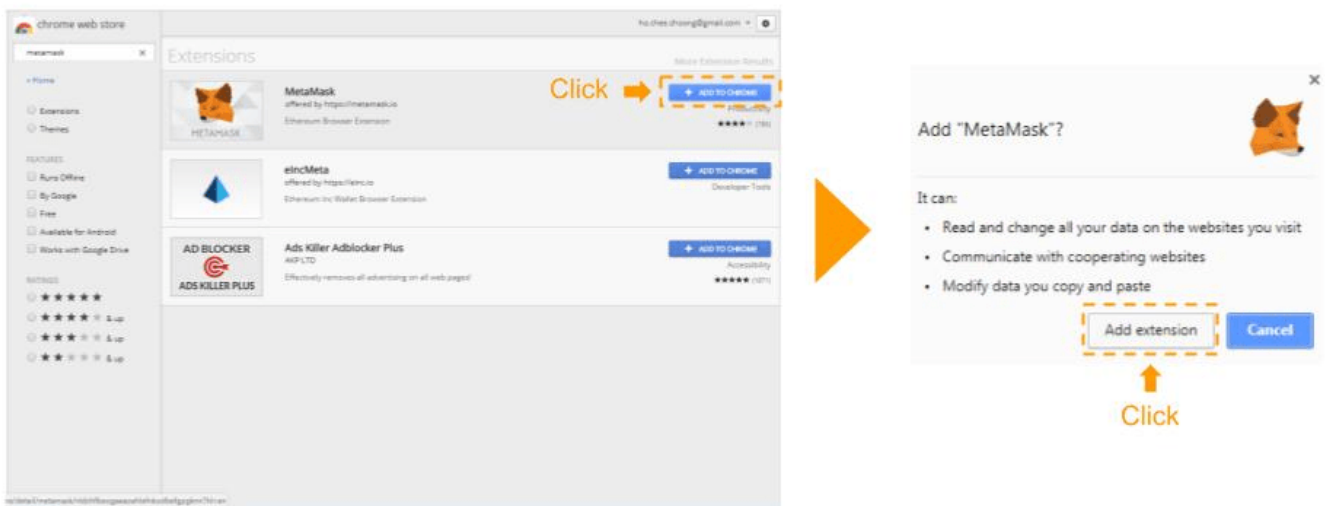 chrome web store
metamask
×
« Home
Extensions
Themes
FEATURES
Runs Offline
By Google
Free
Available for Android
Works with Google Drive
RATINGS
★★★★★
★★★★★ & up
★★★★★ & up
★★★★★ & up
Extensions
More Extension Results
METAMASK
MetaMask
offered by https://metamask.io
Ethereum Browser Extension
Click
+ ADD TO CHROME
Productivity
eIncMeta
offered by https://einc.io
Ethereum Inc Wallet Browser Extension
+ ADD TO CHROME
Developer Tools
AD BLOCKER
ADS KILLER PLUS
Ads Killer Adblocker Plus
AKP LTD
Effectively removes all advertising on all web pages!
+ ADD TO CHROME
Accessibility
Add "MetaMask"?
×
It can:
• Read and change all your data on the websites you visit
• Communicate with cooperating websites
• Modify data you copy and paste
Add extension
Cancel
Click